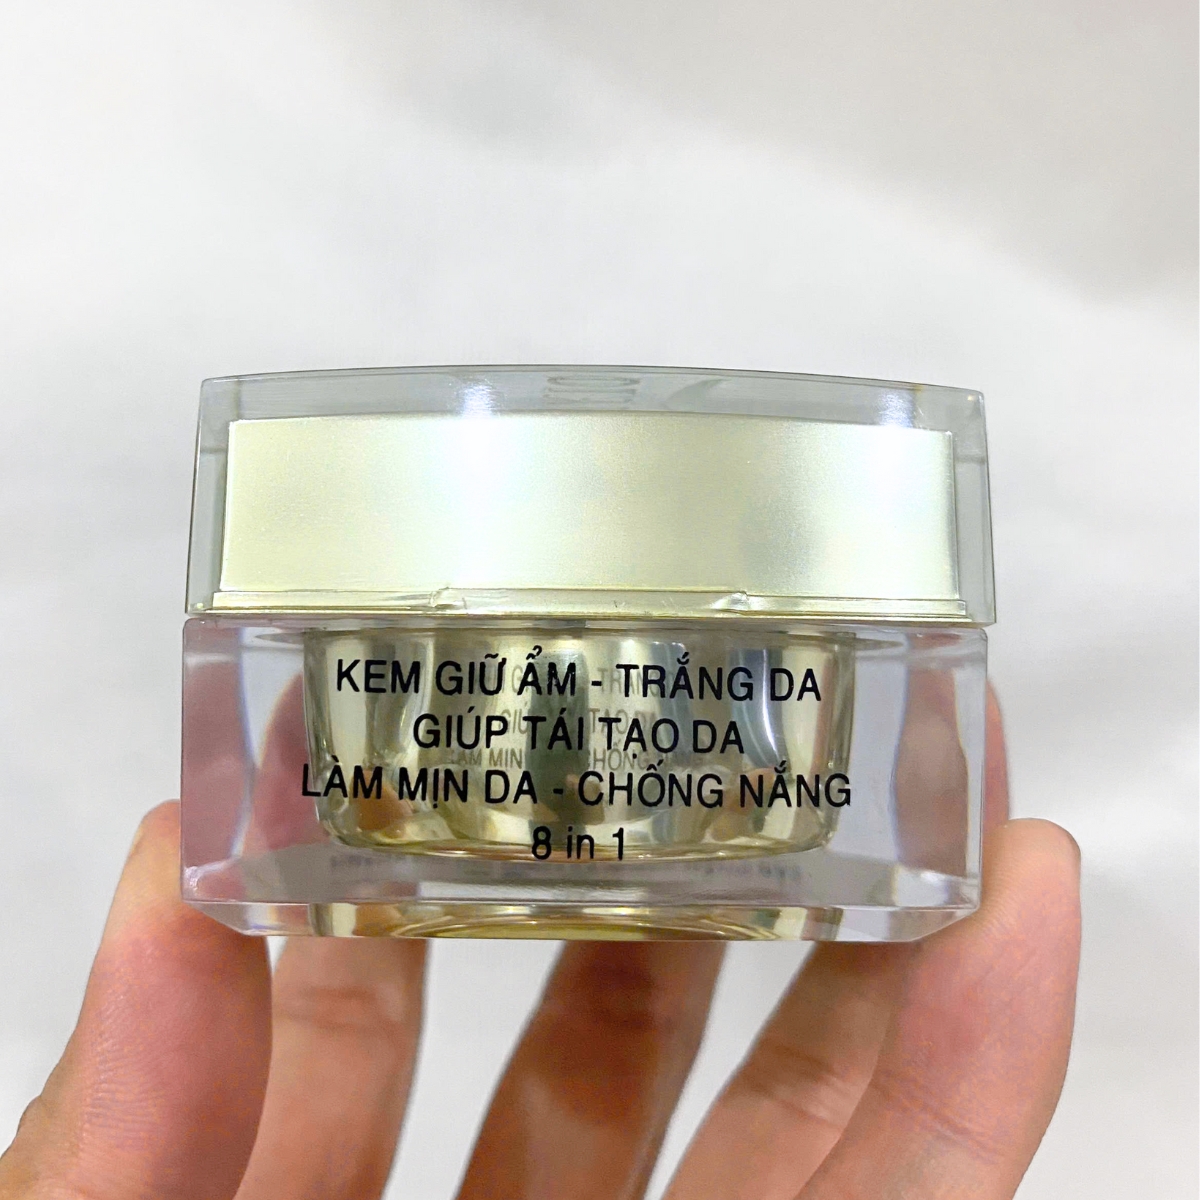 KEM GIỮ ẨM - TRẮNG DA
GIÚP TÁI TẠO DA
LÀM MỊN DA - CHỐNG NẮNG
8 in 1